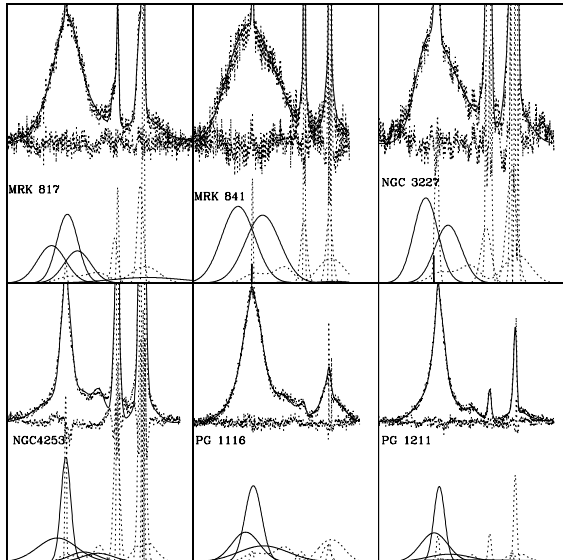 MRK 817
MRK 841
NGC 3227
NGC4253
PG 1116
PG 1211